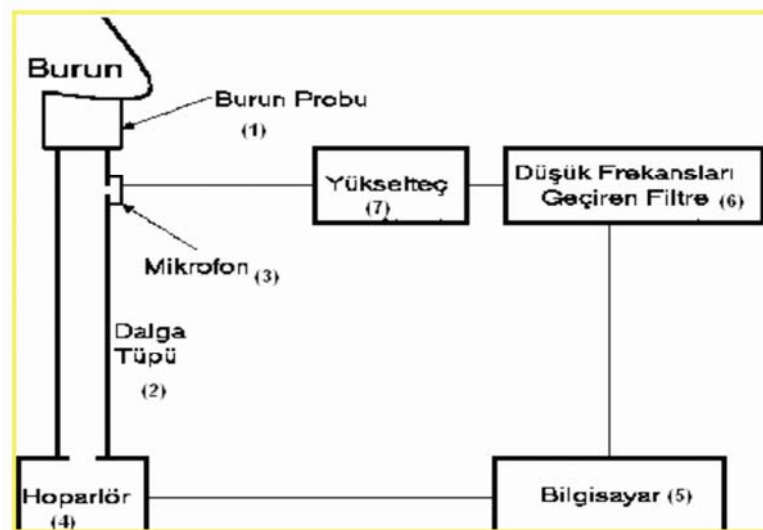 Burun
Burun Probu
(1)
Yükselteç
(7)
Düşük Frekansları
Geçiren Filtre (6)
Mikrofon (3)
Dalga
Tüpü
(2)
Hoparlör
(4)
Bilgisayar (5)